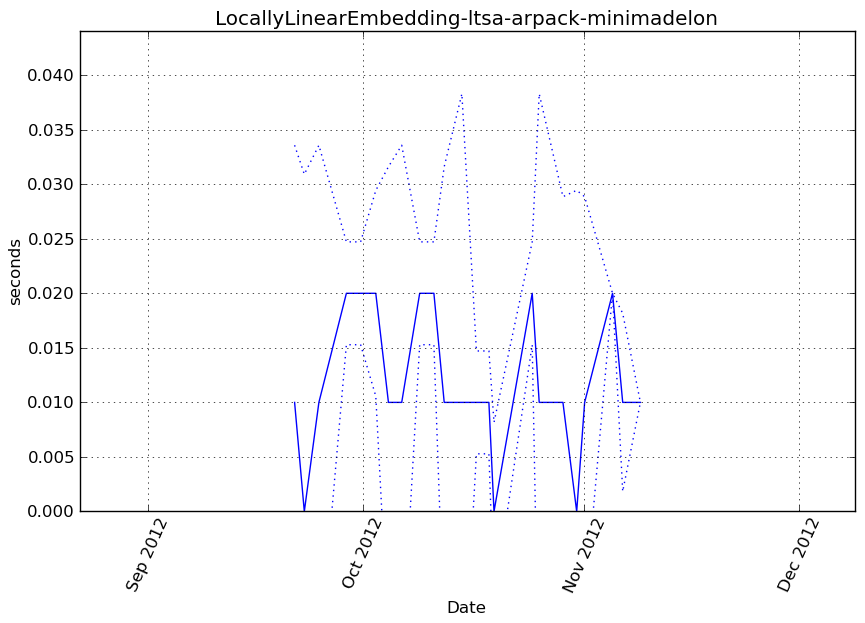 LocallyLinearEmbedding-ltsa-arpack-minimadelon
0.040
0.035
0.030
0.025
0.020
0.015
0.010
0.005
0.000
seconds
Sep 2012
Oct 2012
Nov 2012
Dec 2012
Date